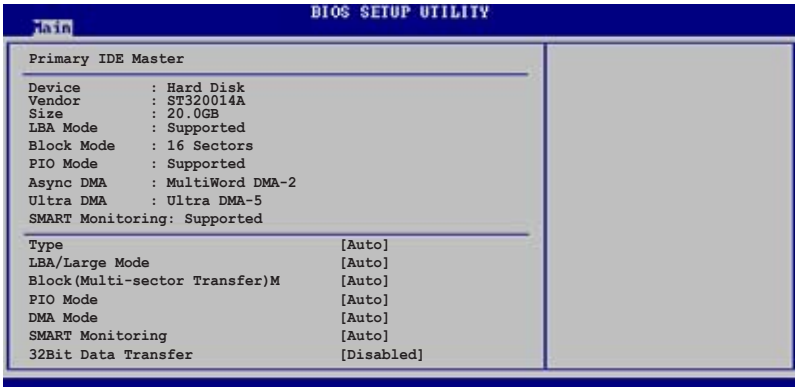 BIOS SETUP UTILITY
Main
Primary IDE Master
Device : Hard Disk
Vendor : ST320014A
Size : 20.0GB
LBA Mode : Supported
Block Mode : 16 Sectors
PIO Mode : Supported
Async DMA : MultiWord DMA-2
Ultra DMA : Ultra DMA-5
SMART Monitoring: Supported
Type [Auto]
LBA/Large Mode [Auto]
Block(Multi-sector Transfer)M [Auto]
PIO Mode [Auto]
DMA Mode [Auto]
SMART Monitoring [Auto]
32Bit Data Transfer [Disabled]